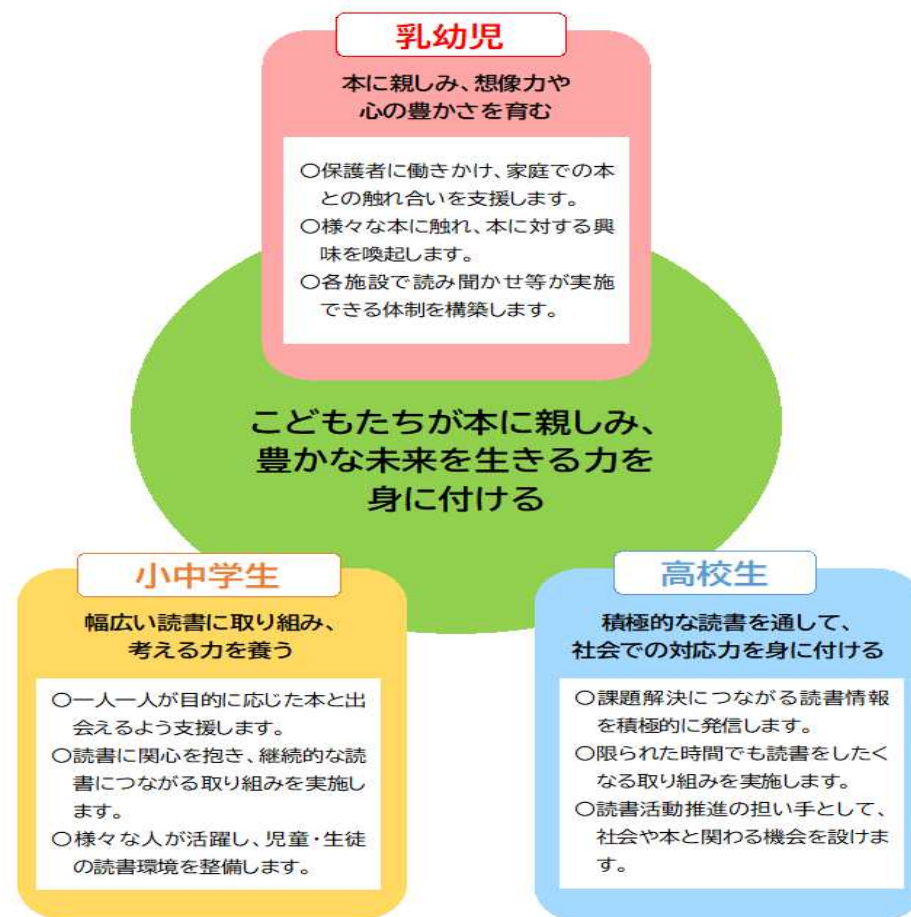 乳幼児
本に親しみ、想像力や
心の豊かさを育む
〇保護者に働きかけ、家庭での本
との触れ合いを支援します。
〇様々な本に触れ、本に対する興
味を喚起します。
〇各施設で読み聞かせ等が実施
できる体制を構築します。
こどもたちが本に親しみ、
豊かな未来を生きる力を
身に付ける
小中学生
幅広い読書に取り組み、
考える力を養う
〇一人一人が目的に応じた本と出
会えるよう支援します。
〇読書に関心を抱き、継続的な読
書につながる取り組みを実施し
ます。
〇様々な人が活躍し、児童・生徒
の読書環境を整備します。
高校生
積極的な読書を通して、
社会での対応力を身に付ける
〇課題解決につながる読書情報
を積極的に発信します。
〇限られた時間でも読書をしたく
なる取り組みを実施します。
〇読書活動推進の担い手として、
社会や本と関わる機会を設けま
す。